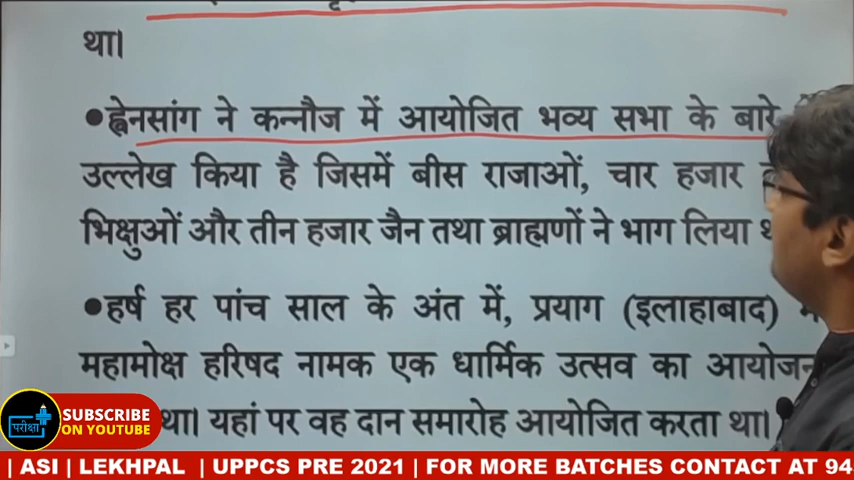 था।
●ह्वेनसांग ने कन्नौज में आयोजित भव्य सभा के बारे
उल्लेख किया है जिसमें बीस राजाओं, चार हजार
भिक्षुओं और तीन हजार जैन तथा ब्राह्मणों ने भाग लिया
●हर्ष हर पांच साल के अंत में, प्रयाग (इलाहाबाद)
महामोक्ष हरिषद नामक एक धार्मिक उत्सव का आयोजन
था। यहां पर वह दान समारोह आयोजित करता था।
परीक्षा
SUBSCRIBE
ON YOUTUBE
| ASI | LEKHPAL | UPPCS PRE 2021 | FOR MORE BATCHES CONTACT AT 94